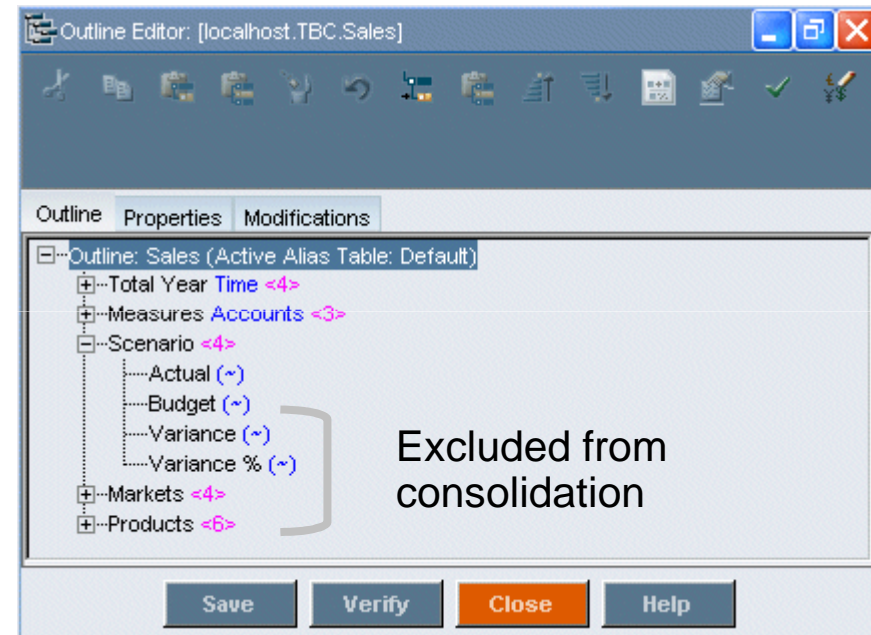 Outline Editor: [localhost.TBC.Sales]
Outline Properties Modifications
Outline: Sales (Active Alias Table: Default)
Total Year Time <4>
Measures Accounts <3>
Scenario <4>
Actual (~)
Budget (~)
Variance (~)
Variance % (~)
Markets <4>
Products <6>
Excluded from
consolidation
Save Verify Close Help